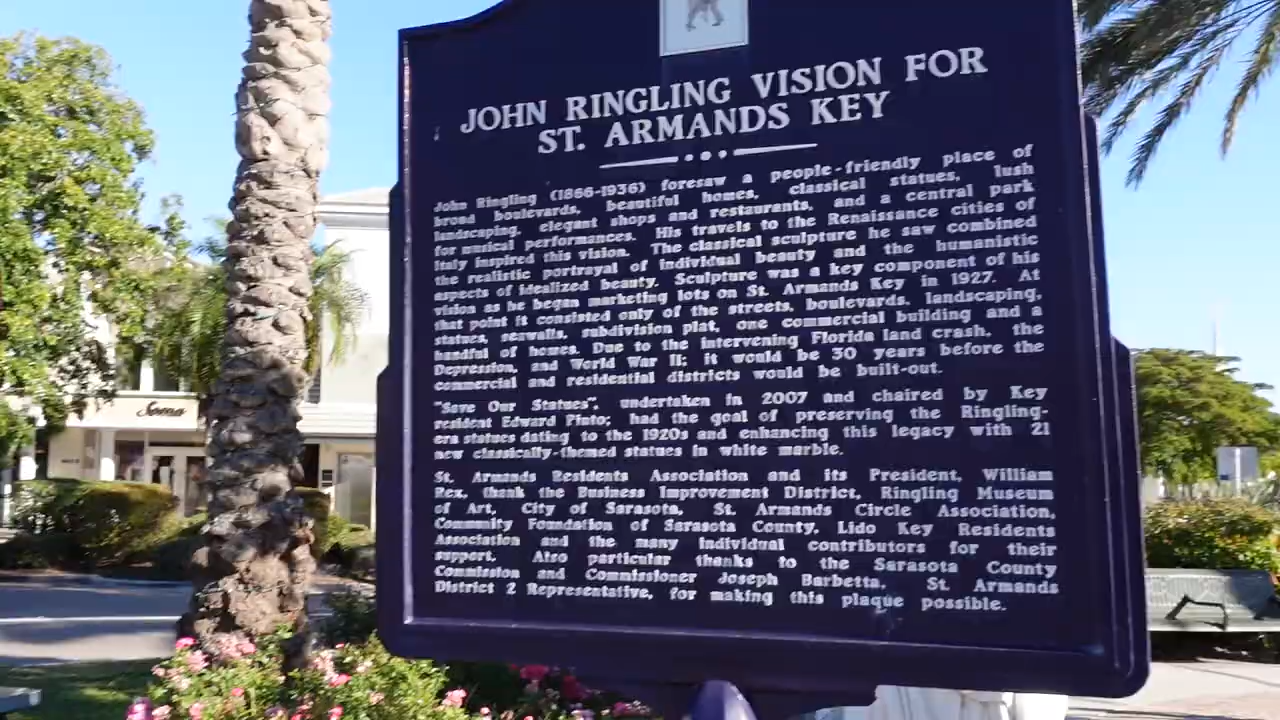 JOHN RINGLING VISION FOR
ST. ARMANDS KEY
John Ringling (1866-1936) foresaw a people-friendly place of
broad boulevards, beautiful homes, classical statues, lush
landscaping, elegant shops and restaurants, and a central park
for musical performances. His travels to the Renaissance cities of
Italy inspired this vision. The classical sculpture he saw combined
the realistic portrayal of individual beauty and the humanistic
aspects of idealized beauty. Sculpture was a key component of his
vision as he began marketing lots on St. Armands Key in 1927. At
that point it consisted only of the streets, boulevards, landscaping,
statues, seawalls, subdivision plat, one commercial building and a
handful of homes. Due to the intervening Florida land crash, the
Depression, and World War II; it would be 30 years before the
commercial and residential districts would be built-out.
"Save Our Statues", undertaken in 2007 and chaired by Key
resident Edward Pinto; had the goal of preserving the Ringling-
era statues dating to the 1920s and enhancing this legacy with 21
new classically-themed statues in white marble.
St. Armands Residents Association and its President, William
Rex, thank the Business Improvement District, Ringling Museum
of Art, City of Sarasota, St. Armands Circle Association,
Community Foundation of Sarasota County, Lido Key Residents
Association and the many individual contributors for their
support. Also particular thanks to the Sarasota County
Commission and Commissioner Joseph Barbetta, St. Armands
District 2 Representative, for making this plaque possible.
Soma